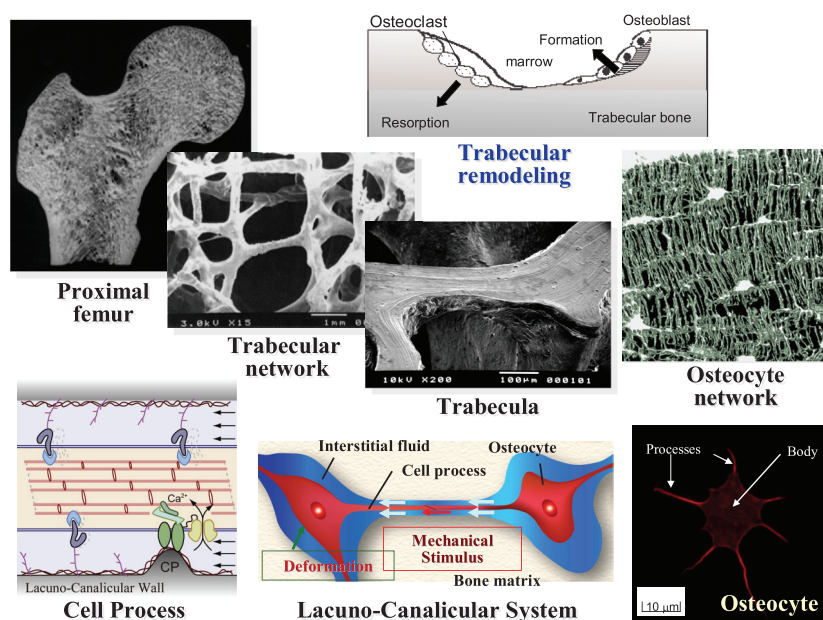 Osteoclast
Osteoblast
Formation
marrow
Resorption
Trabecular bone
Trabecular
remodeling
Proximal
femur
3.0kV X15 1mm
Trabecular
network
10kV X200 100μm 000101
Trabecula
Osteocyte
network
Ca2+
CP
Lacuno-Canalicular Wall
Cell Process
Interstitial fluid
Osteocyte
Cell process
Mechanical
Stimulus
Deformation
Bone matrix
Lacuno-Canalicular System
Processes
Body
10 μm
Osteocyte